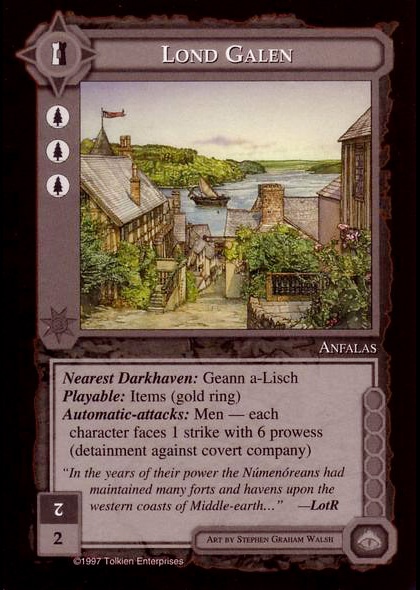 LOND GALEN
ANFALAS
Nearest Darkhaven: Geann a-Lisch
Playable: Items (gold ring)
Automatic-attacks: Men — each
character faces 1 strike with 6 prowess
(detainment against covert company)
"In the years of their power the Númenóreans had
maintained many forts and havens upon the
western coasts of Middle-earth…" —LotR
2
2
ART BY STEPHEN GRAHAM WALSH
©1997 Tolkien Enterprises